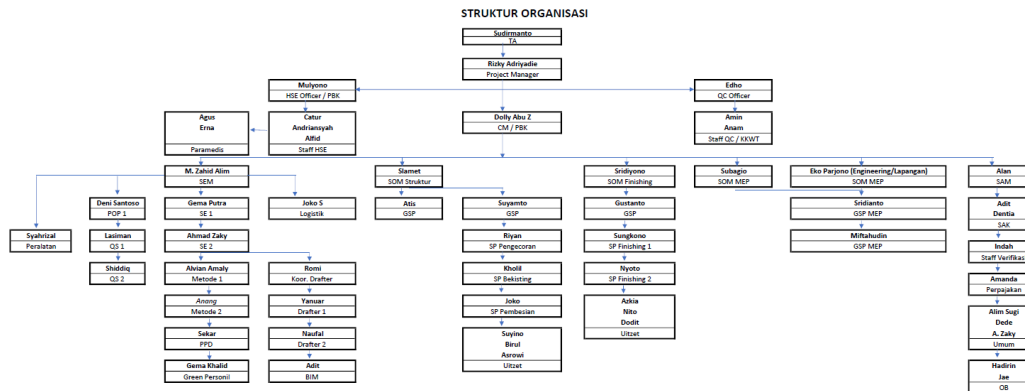 STRUKTUR ORGANISASI
Sudirmanto
TA
Rizky Adriyadie
Project Manager
Mulyono
HSE Officer / PBK
Edho
QC Officer
Agus
Erna
Paramedis
Catur
Andriansyah
Alfid
Staff HSE
Dolly Abu Z
CM / PBK
Amin
Anam
Staff QC / KKWT
M. Zahid Alim
SEM
Slamet
SOM Struktur
Sridiyono
SOM Finishing
Subagio
SOM MEP
Eko Parjono (Engineering/Lapangan)
SOM MEP
Alan
SAM
Syahrizal
Peralatan
Deni Santoso
POP 1
Lasiman
QS 1
Shiddiq
QS 2
Gema Putra
SE 1
Ahmad Zaky
SE 2
Alvian Amaly
Metode 1
Anang
Metode 2
Sekar
PPD
Gema Khalid
Green Personil
Joko S
Logistik
Romi
Koor. Drafter
Yanuar
Drafter 1
Naufal
Drafter 2
Adit
BIM
Atis
GSP
Suyamto
GSP
Riyan
SP Pengecoran
Kholil
SP Bekisting
Joko
SP Pembesian
Suyino
Birul
Asrowi
Uitzet
Gustanto
GSP
Sungkono
SP Finishing 1
Nyoto
SP Finishing 2
Azkia
Nito
Dodit
Uitzet
Sridianto
GSP MEP
Miftahudin
GSP MEP
Adit
Dentia
SAK
Indah
Staff Verifikasi
Amanda
Perpajakan
Alim Sugi
Dede
A. Zaky
Umum
Hadirin
Jae
OB